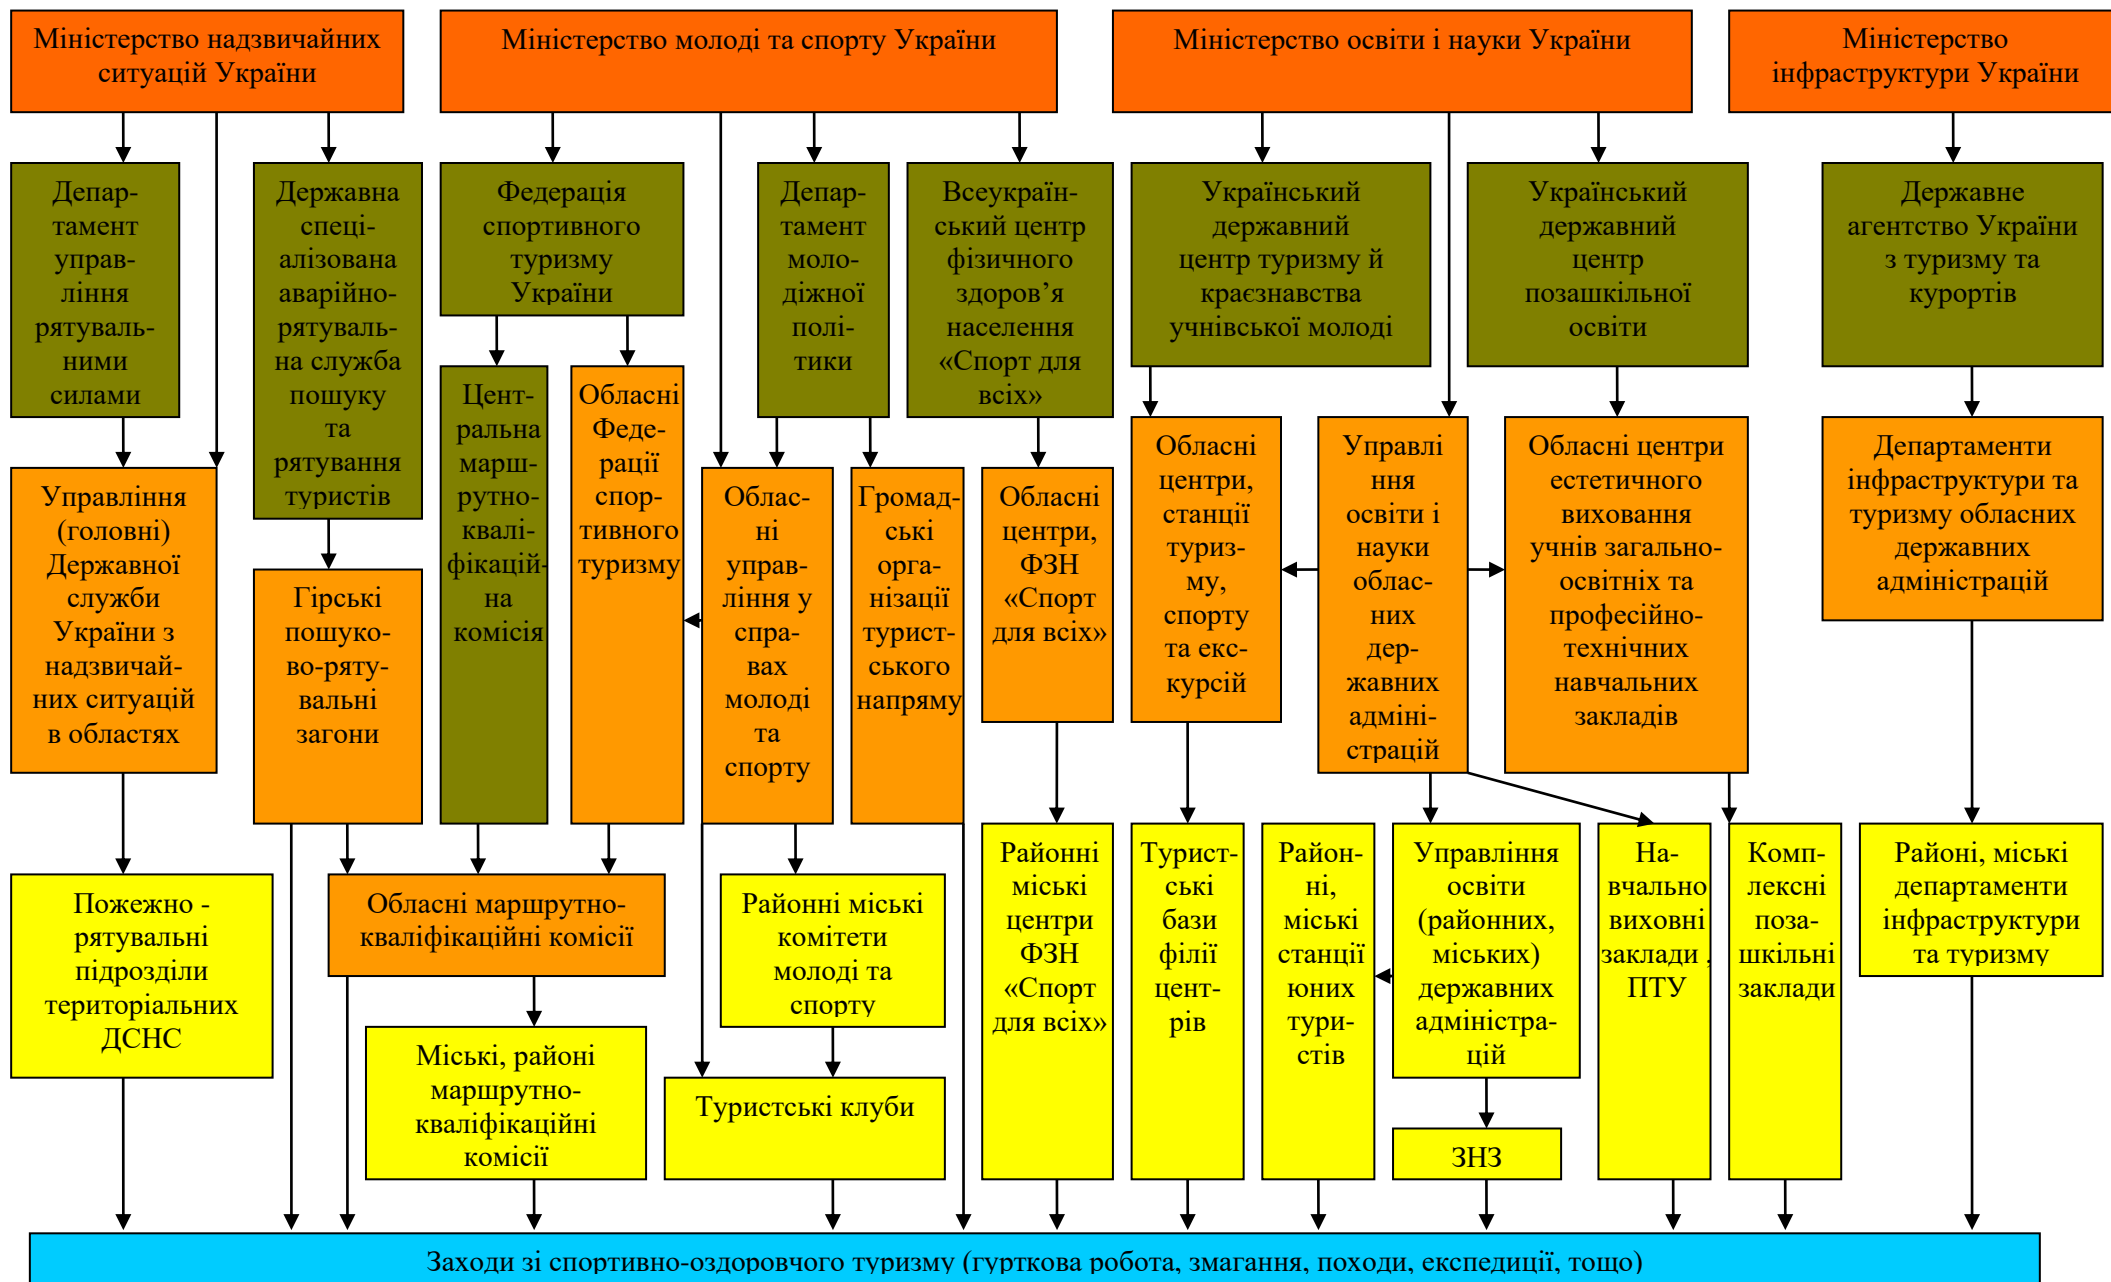 Міністерство надзвичайних
ситуацій України
Міністерство молоді та спорту України
Міністерство освіти і науки України
Міністерство
інфраструктури України
Депар-
тамент
управ-
ління
рятуваль-
ними
силами
Державна
спеці-
алізована
аварійно-
рятуваль-
на служба
пошуку
та
рятування
туристів
Федерація
спортивного
туризму
України
Депар-
тамент
моло-
діжної
полі-
тики
Всеукраїн-
ський центр
фізичного
здоров’я
населення
«Спорт для
всіх»
Український
державний
центр туризму й
краєзнавства
учнівської молоді
Український
державний
центр
позашкільної
освіти
Державне
агентство України
з туризму та
курортів
Цент-
ральна
марш-
рутно-
квалі-
фікацій-
на
комісія
Обласні
Феде-
рації
спор-
тивного
туризму
Управління
(головні)
Державної
служби
України з
надзвичай-
них ситуацій
в областях
Гірські
пошуко-
во-ряту-
вальні
загони
Облас-
ні
управ-
ління у
спра-
вах
молоді
та
спорту
Громад-
ські
орга-
нізації
турист-
ського
напряму
Обласні
центри,
ФЗН
«Спорт
для всіх»
Обласні
центри,
станції
туриз-
му,
спорту
та екс-
курсій
Управлі
ння
освіти і
науки
облас-
них
дер-
жавних
адміні-
страцій
Обласні центри
естетичного
виховання
учнів загально-
освітніх та
професійно-
технічних
навчальних
закладів
Департаменти
інфраструктури та
туризму обласних
державних
адміністрацій
Пожежно -
рятувальні
підрозділи
територіальних
ДСНС
Обласні маршрутно-
кваліфікаційні комісії
Міські, районі
маршрутно-
кваліфікаційні
комісії
Районні міські
комітети
молоді та
спорту
Туристські клуби
Районні
міські
центри
ФЗН
«Спорт
для всіх»
Турист-
ські
бази
філії
цент-
рів
Район-
ні,
міські
станції
юних
тури-
стів
Управління
освіти
(районних,
міських)
державних
адміністра-
цій
ЗНЗ
На-
вчально
виховні
заклади ,
ПТУ
Комп-
лексні
поза-
шкільні
заклади
Районі, міські
департаменти
інфраструктури
та туризму
Заходи зі спортивно-оздоровчого туризму (гурткова робота, змагання, походи, експедиції, тощо)